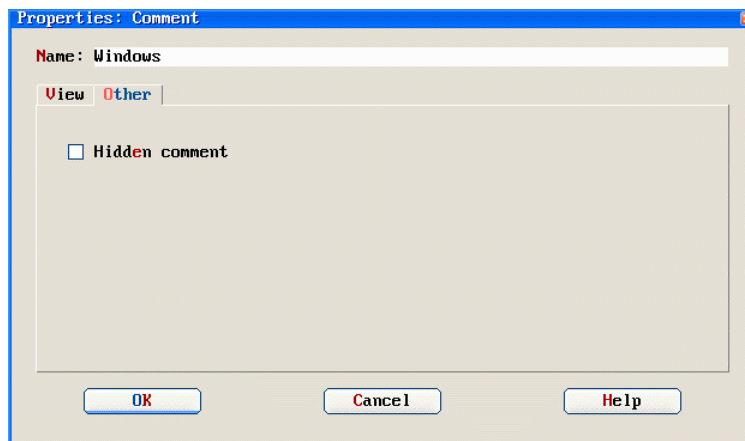 Properties: Comment
Name: Windows
View Other
Hidden comment
OK Cancel Help